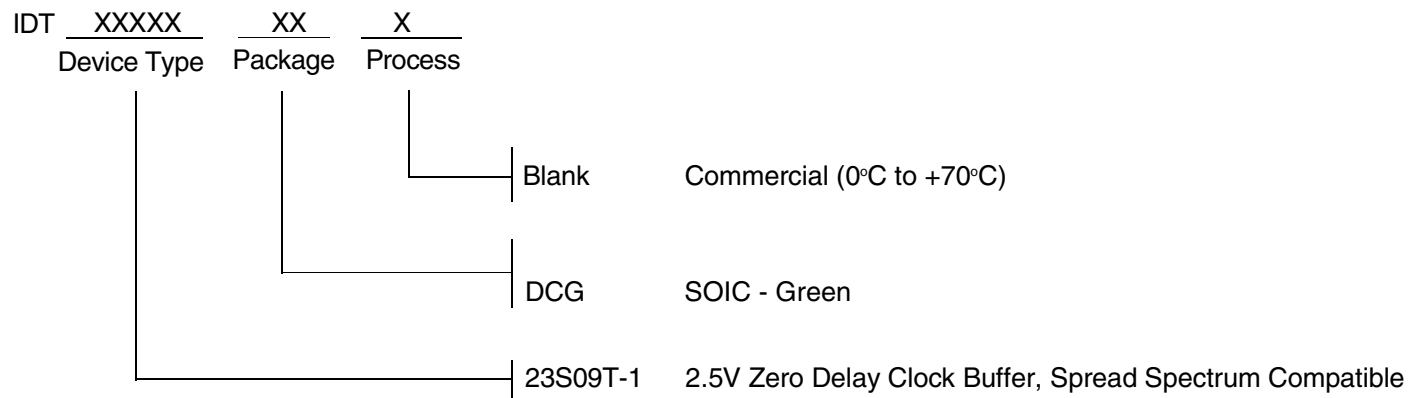 IDT XXXXX XX X
Device Type Package Process
Blank Commercial (0°C to +70°C)
DCG SOIC - Green
23S09T-1 2.5V Zero Delay Clock Buffer, Spread Spectrum Compatible